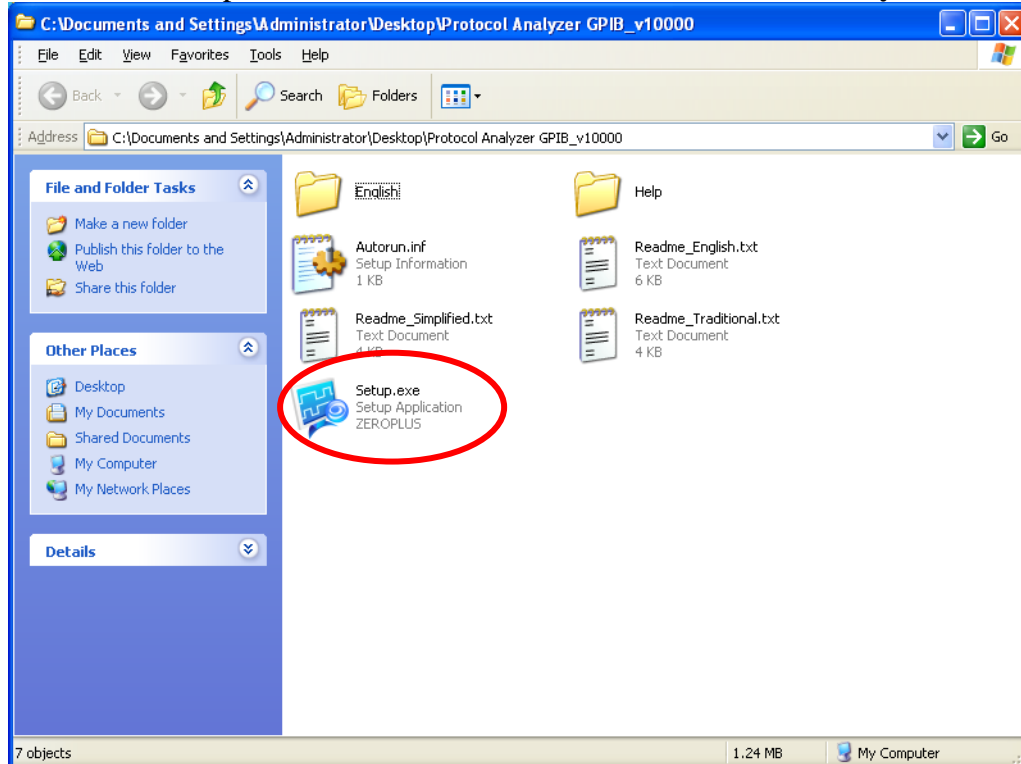 C:\Documents and Settings\Administrator\Desktop\Protocol Analyzer GPIB_v10000
File Edit View Favorites Tools Help
Back Search Folders
Address C:\Documents and Settings\Administrator\Desktop\Protocol Analyzer GPIB_v10000 Go
File and Folder Tasks
Make a new folder
Publish this folder to the
Web
Share this folder
Other Places
Desktop
My Documents
Shared Documents
My Computer
My Network Places
Details
English
Help
Autorun.inf
Setup Information
1 KB
Readme_English.txt
Text Document
6 KB
Readme_Simplified.txt
Text Document
4 KB
Readme_Traditional.txt
Text Document
4 KB
Setup.exe
Setup Application
ZEROPLUS
7 objects 1.24 MB My Computer